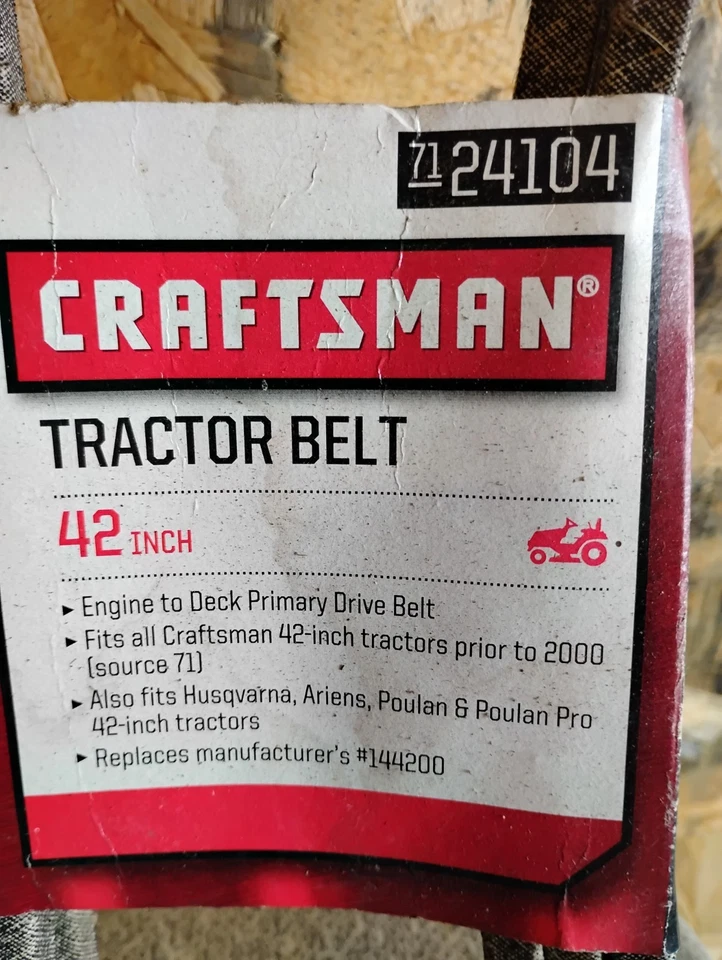 71 24104
CRAFTSMAN®
TRACTOR BELT
42 INCH
▸ Engine to Deck Primary Drive Belt
▸ Fits all Craftsman 42-inch tractors prior to 2000
(source 71)
▸ Also fits Husqvarna, Ariens, Poulan & Poulan Pro
42-inch tractors
▸ Replaces manufacturer's #144200